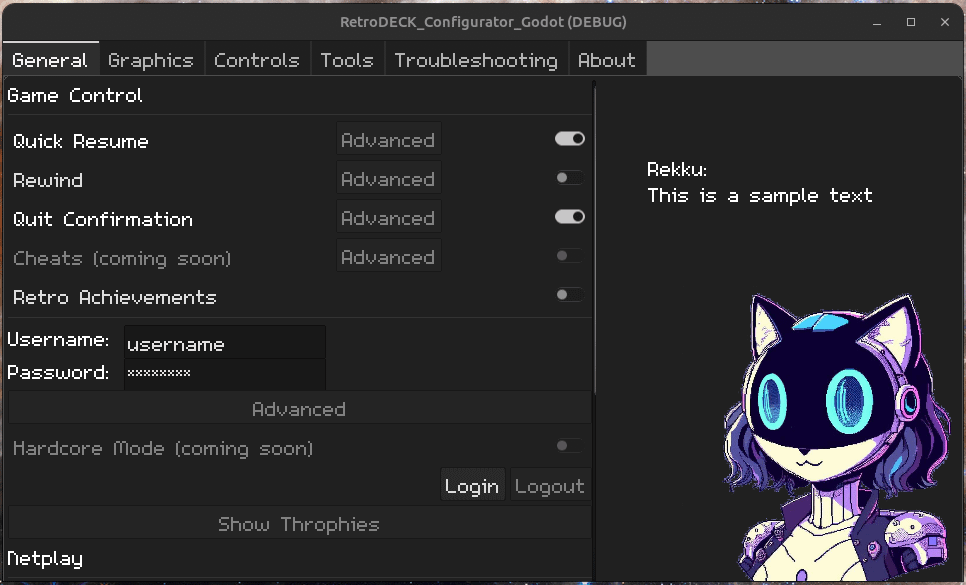 RetroDECK_Configurator_Godot (DEBUG)
General Graphics Controls Tools Troubleshooting About
Game Control
Quick Resume Advanced
Rewind Advanced
Quit Confirmation Advanced
Cheats (coming soon) Advanced
Retro Achievements
Username: username
Password: xxxxxxxx
Advanced
Hardcore Mode (coming soon)
Login Logout
Show Throphies
Netplay
Rekku:
This is a sample text